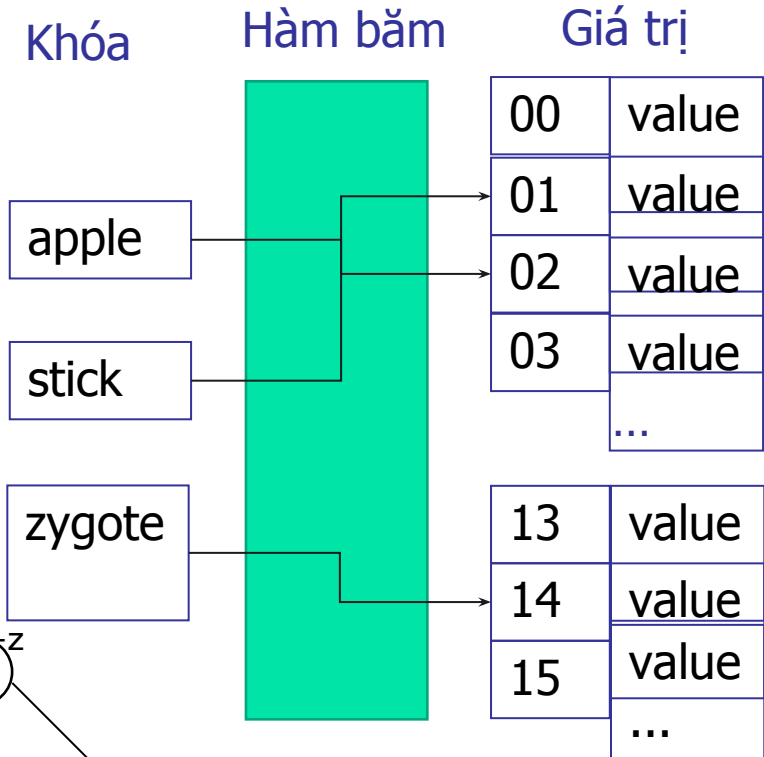 Khóa
Hàm băm
Giá trị
00 value
01 value
apple
02 value
03 value
stick
...
zygote
13 value
14 value
-z
15 value
...